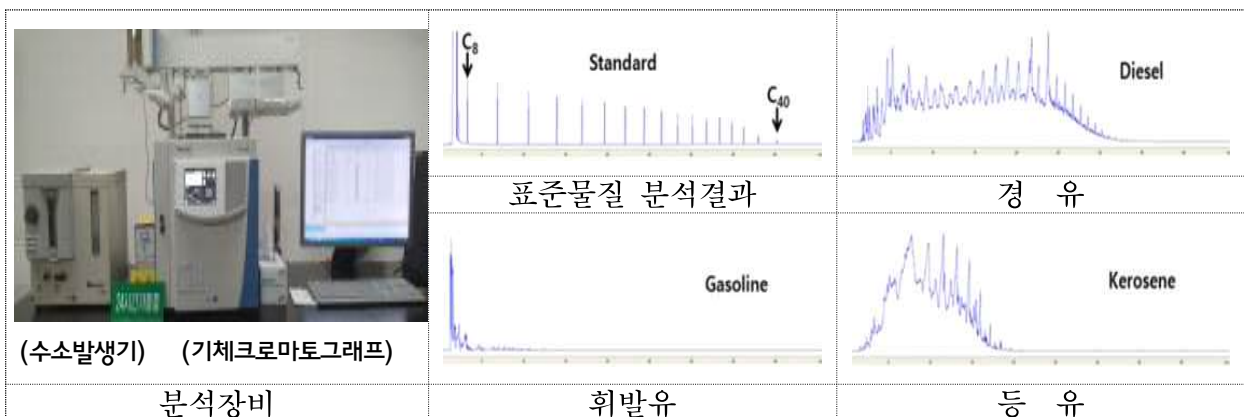 C8
Standard
C40
Diesel
표준물질 분석결과
경 유
Gasoline
Kerosene
(수소발생기) (기체크로마토그래프)
분석장비
휘발유
등 유